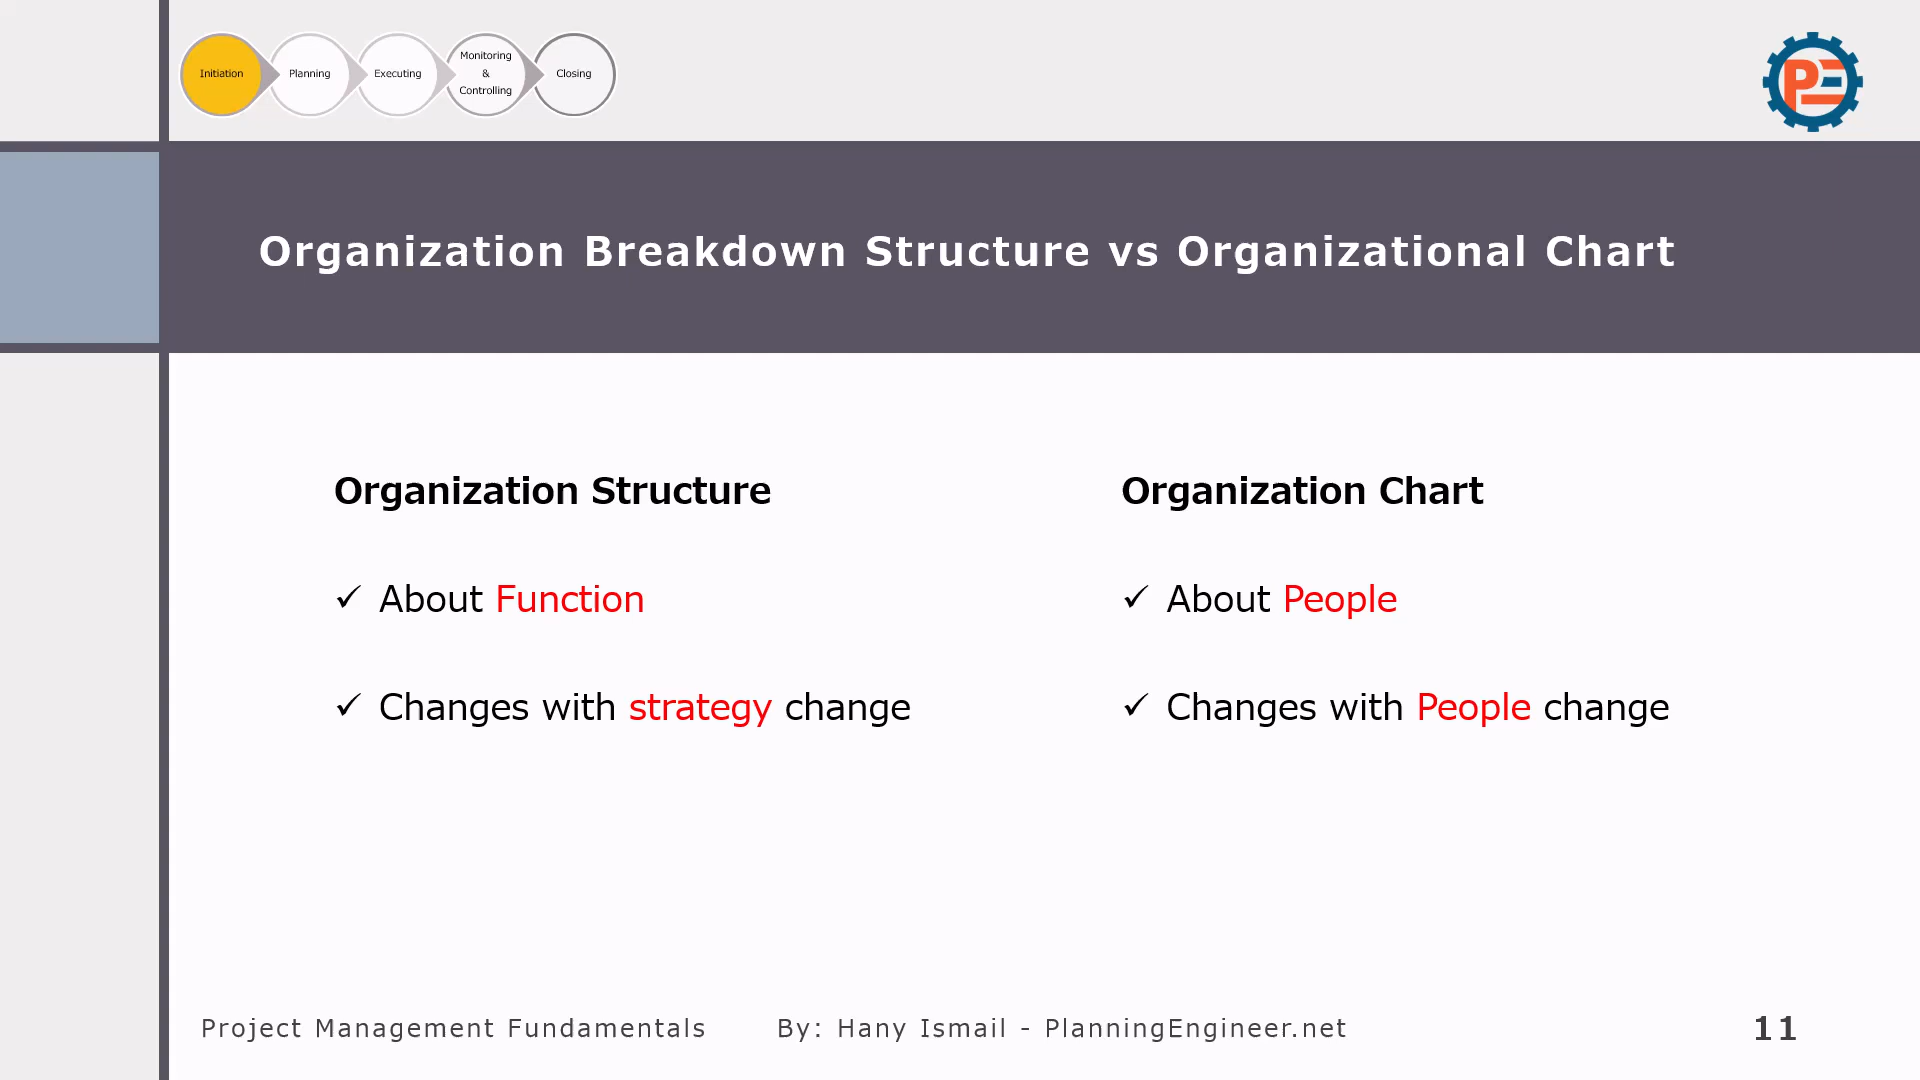 Initiation
Planning
Executing
Monitoring
&
Controlling
Closing
PE
Organization Breakdown Structure vs Organizational Chart
Organization Structure
✓ About Function
✓ Changes with strategy change
Organization Chart
✓ About People
✓ Changes with People change
Project Management Fundamentals By: Hany Ismail - PlanningEngineer.net 11